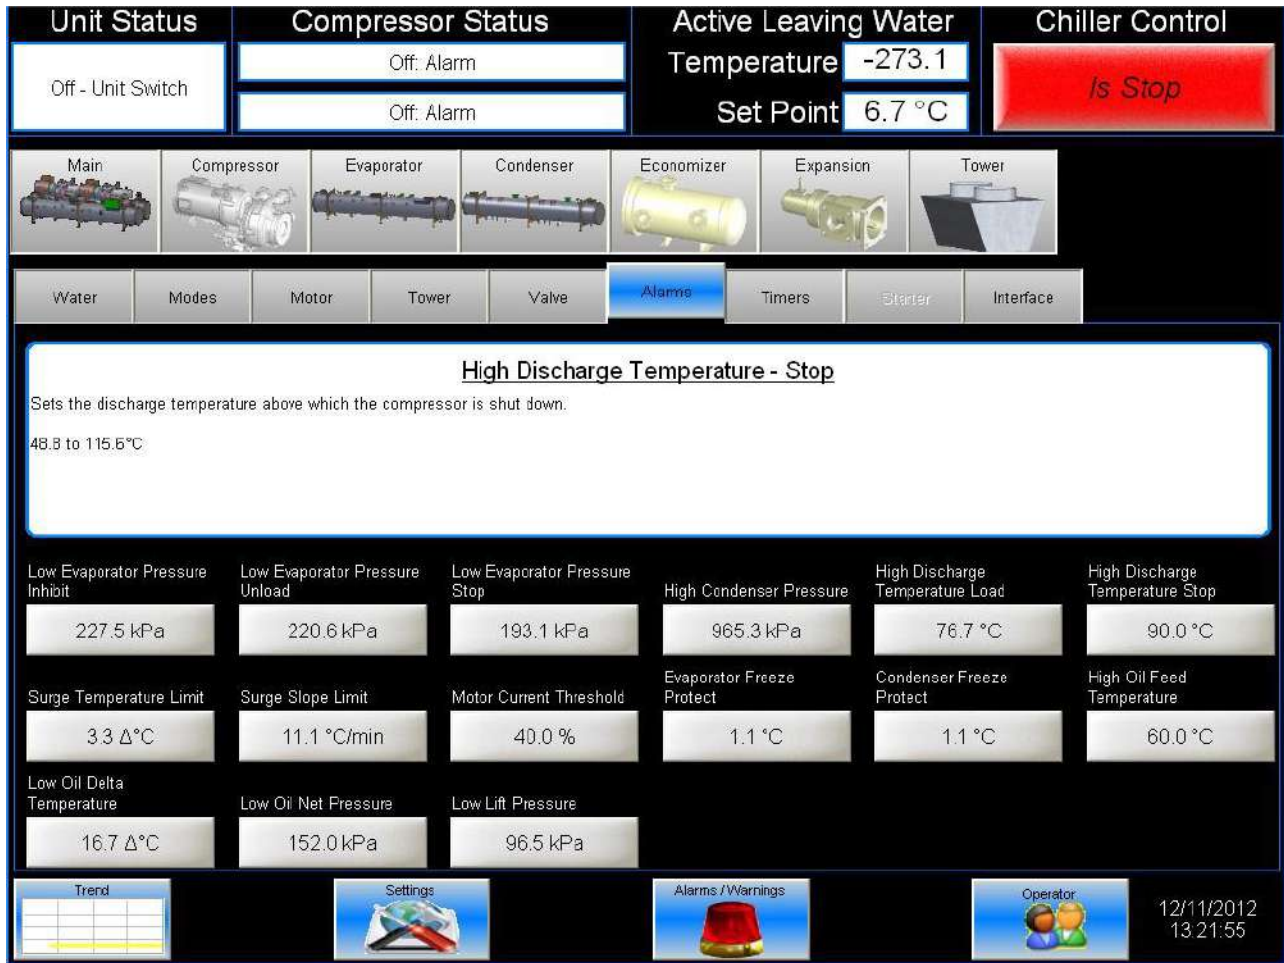 Unit Status
Compressor Status
Active Leaving Water
Chiller Control
Off - Unit Switch
Off: Alarm
Off: Alarm
Temperature -273.1
Set Point 6.7 °C
Is Stop
Main
Compressor
Evaporator
Condenser
Economizer
Expansion
Tower
Water
Modes
Motor
Tower
Valve
Alarms
Timers
Starter
Interface
High Discharge Temperature - Stop
Sets the discharge temperature above which the compressor is shut down.
48.8 to 115.6°C
Low Evaporator Pressure
Inhibit
227.5 kPa
Low Evaporator Pressure
Unload
220.6 kPa
Low Evaporator Pressure
Stop
193.1 kPa
High Condenser Pressure
965.3 kPa
High Discharge
Temperature Load
76.7 °C
High Discharge
Temperature Stop
90.0 °C
Surge Temperature Limit
3.3 Δ°C
Surge Slope Limit
11.1 °C/min
Motor Current Threshold
40.0 %
Evaporator Freeze
Protect
1.1 °C
Condenser Freeze
Protect
1.1 °C
High Oil Feed
Temperature
60.0 °C
Low Oil Delta
Temperature
16.7 Δ°C
Low Oil Net Pressure
152.0 kPa
Low Lift Pressure
96.5 kPa
Trend
Settings
Alarms / Warnings
Operator
12/11/2012
13:21:55